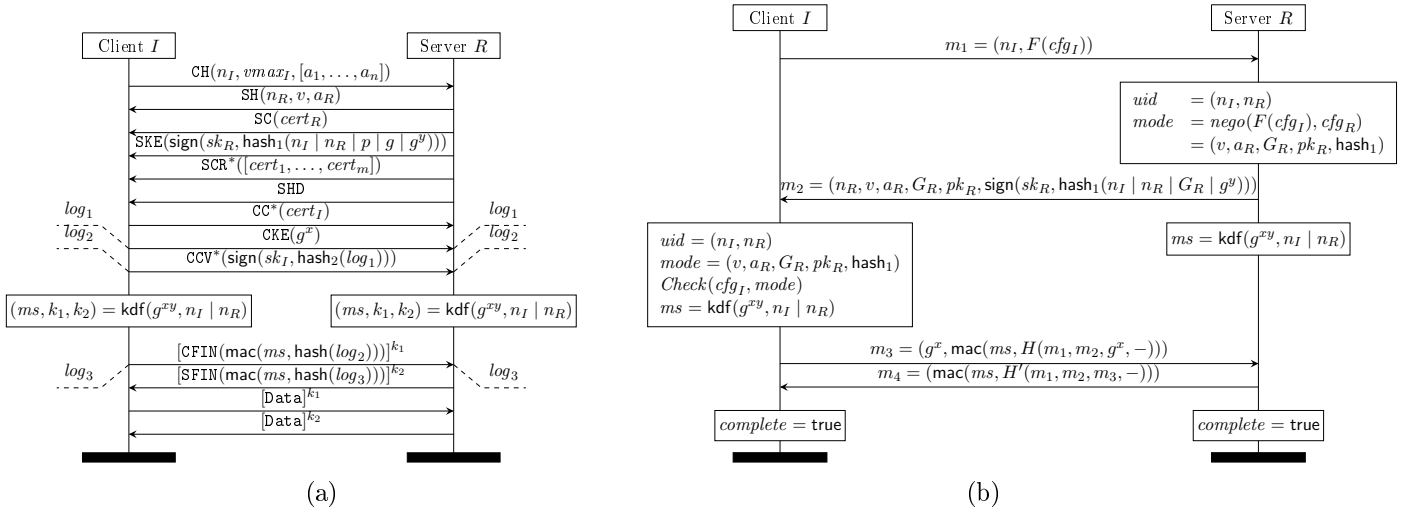 Client I
Server R
CH(n_I, vmax_I, [a_1, . . . , a_n])
SH(n_R, v, a_R)
SC(cert_R)
SKE(sign(sk_R, hash_1(n_I | n_R | p | g | g^y)))
SCR*([cert_1, . . . , cert_m])
SHD
log_1
CC*(cert_I)
log_1
log_2
CKE(g^x)
log_2
CCV*(sign(sk_I, hash_2(log_1)))
(ms, k_1, k_2) = kdf(g^{xy}, n_I | n_R)
(ms, k_1, k_2) = kdf(g^{xy}, n_I | n_R)
[CFIN(mac(ms, hash(log_2)))]^{k_1}
log_3
[SFIN(mac(ms, hash(log_3)))]^{k_2}
log_3
[Data]^{k_1}
[Data]^{k_2}
(a)
Client I
Server R
m_1 = (n_I, F(cfg_I))
uid = (n_I, n_R)
mode = nego(F(cfg_I), cfg_R)
= (v, a_R, G_R, pk_R, hash_1)
m_2 = (n_R, v, a_R, G_R, pk_R, sign(sk_R, hash_1(n_I | n_R | G_R | g^y)))
uid = (n_I, n_R)
mode = (v, a_R, G_R, pk_R, hash_1)
Check(cfg_I, mode)
ms = kdf(g^{xy}, n_I | n_R)
ms = kdf(g^{xy}, n_I | n_R)
m_3 = (g^x, mac(ms, H(m_1, m_2, g^x, −)))
m_4 = (mac(ms, H′(m_1, m_2, m_3, −)))
complete = true
complete = true
(b)